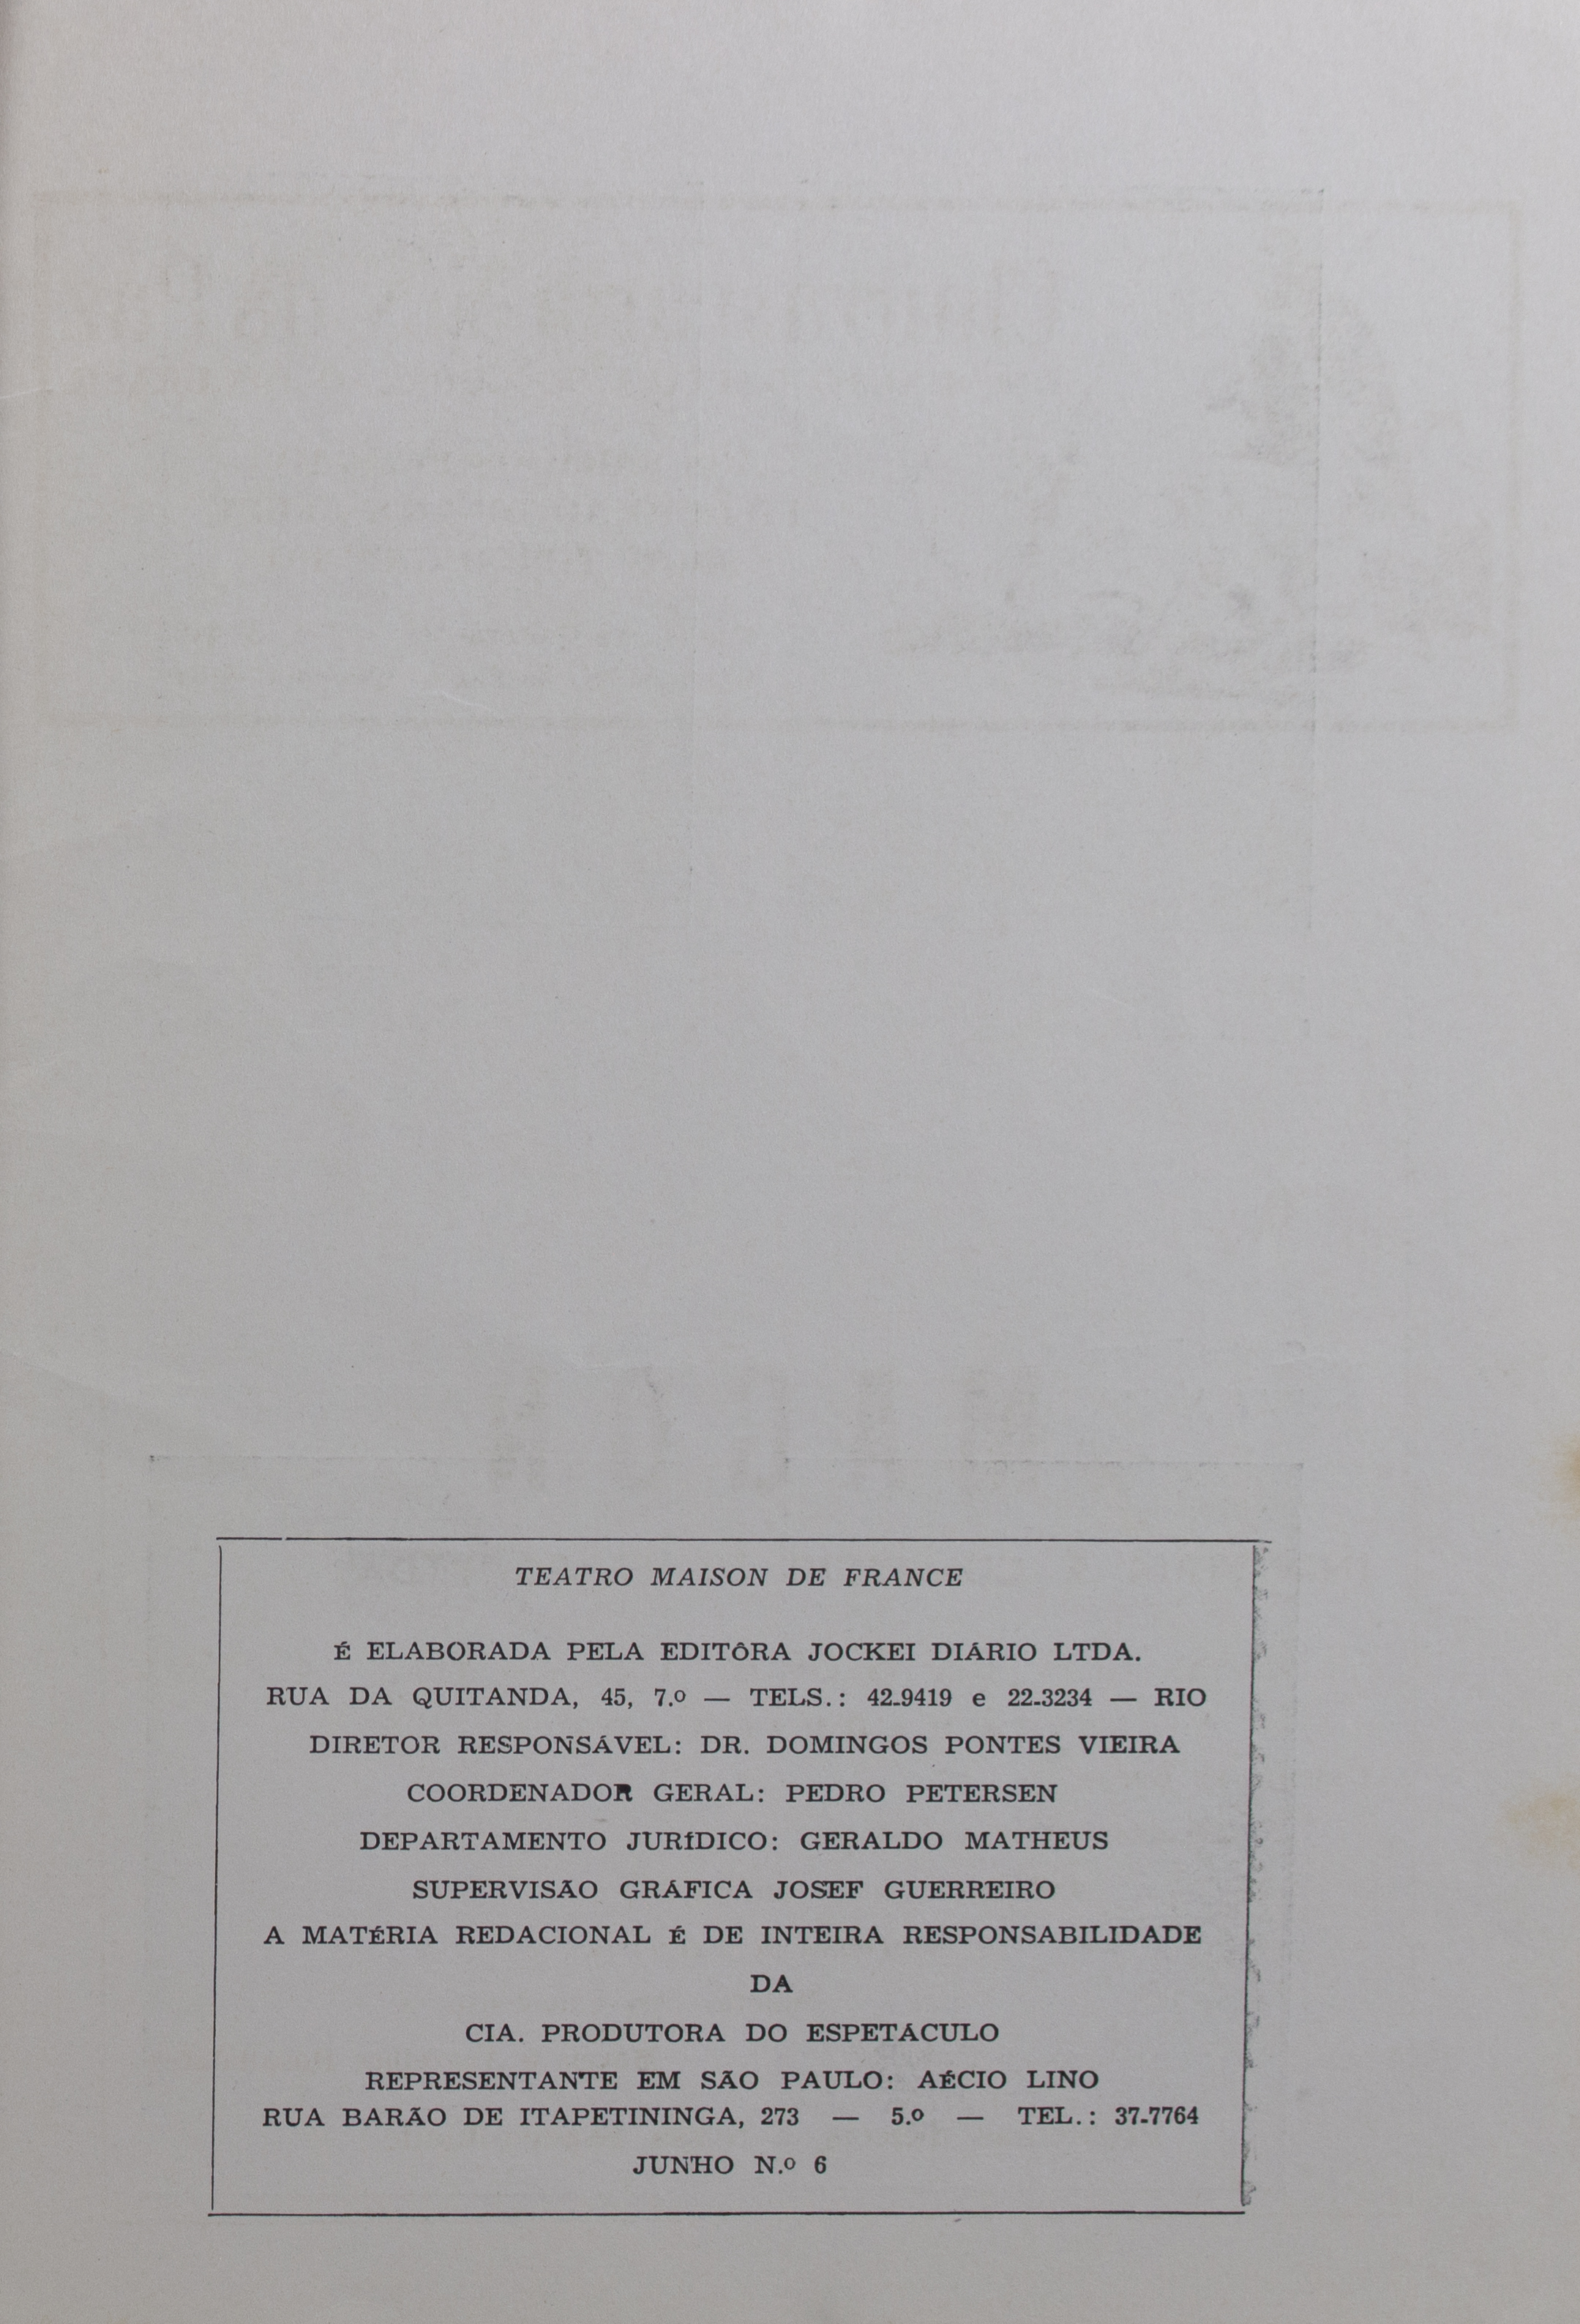 TEATRO MAISON DE FRANCE
É ELABORADA PELA EDITÔRA JOCKEI DIÁRIO LTDA.
RUA DA QUITANDA, 45, 7.º — TELS.: 42-9419 e 22-3234 — RIO
DIRETOR RESPONSÁVEL: DR. DOMINGOS PONTES VIEIRA
COORDENADOR GERAL: PEDRO PETERSEN
DEPARTAMENTO JURÍDICO: GERALDO MATHEUS
SUPERVISÃO GRÁFICA JOSEF GUERREIRO
A MATÉRIA REDACIONAL É DE INTEIRA RESPONSABILIDADE
DA
CIA. PRODUTORA DO ESPETÁCULO
REPRESENTANTE EM SÃO PAULO: AÉCIO LINO
RUA BARÃO DE ITAPETININGA, 273 — 5.º — TEL.: 37-7764
JUNHO N.º 6